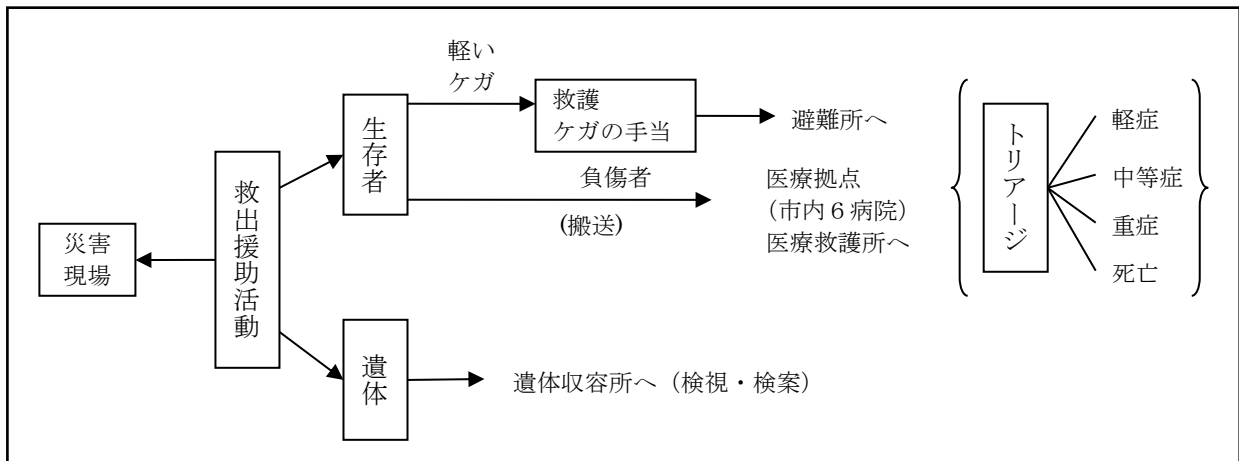 災害
現場
救出援助活動
生存者
軽い
ケガ
救護
ケガの手当
避難所へ
負傷者
(搬送)
医療拠点
（市内６病院）
医療救護所へ
トリアージ
軽症
中等症
重症
死亡
遺体
遺体収容所へ（検視・検案）